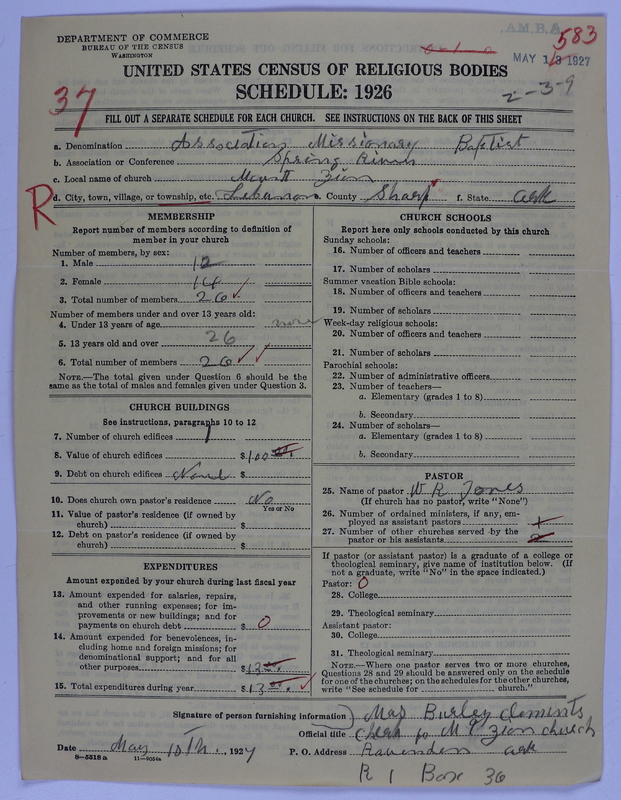 DEPARTMENT OF COMMERCE
BUREAU OF THE CENSUS
WASHINGTON
A.B.M.A.
583
MAY 13 1927
2-3-9
UNITED STATES CENSUS OF RELIGIOUS BODIES
SCHEDULE: 1926
37
FILL OUT A SEPARATE SCHEDULE FOR EACH CHURCH. SEE INSTRUCTIONS ON THE BACK OF THIS SHEET
a. Denomination Association Missionary Baptist
b. Association or Conference Spring River
c. Local name of church Mount Zion
R
d. City, town, village, or township, etc. Lebanon County Sharp f. State ark
MEMBERSHIP
Report number of members according to definition of
member in your church
Number of members, by sex:
1. Male 12
2. Female 14
3. Total number of members 26
Number of members under and over 13 years old:
4. Under 13 years of age none
5. 13 years old and over 26
6. Total number of members 26
NOTE.—The total given under Question 6 should be the
same as the total of males and females given under Question 3.
CHURCH BUILDINGS
See instructions, paragraphs 10 to 12
7. Number of church edifices 1
8. Value of church edifices $100
9. Debt on church edifices None $
10. Does church own pastor's residence No
Yes or No
11. Value of pastor's residence (if owned by
church) $
12. Debt on pastor's residence (if owned by
church) $
EXPENDITURES
Amount expended by your church during last fiscal year
13. Amount expended for salaries, repairs,
and other running expenses; for im-
provements or new buildings; and for
payments on church debt $ 0
14. Amount expended for benevolences, in-
cluding home and foreign missions; for
denominational support; and for all
other purposes $
15. Total expenditures during year $13
CHURCH SCHOOLS
Report here only schools conducted by this church
Sunday schools:
16. Number of officers and teachers
17. Number of scholars
Summer vacation Bible schools:
18. Number of officers and teachers
19. Number of scholars
Week-day religious schools:
20. Number of officers and teachers
21. Number of scholars
Parochial schools:
22. Number of administrative officers
23. Number of teachers—
a. Elementary (grades 1 to 8)
b. Secondary
24. Number of scholars—
a. Elementary (grades 1 to 8)
b. Secondary
PASTOR
25. Name of pastor W R Jones
(If church has no pastor, write "None")
26. Number of ordained ministers, if any, em-
ployed as assistant pastors
27. Number of other churches served by the
pastor or his assistants
If pastor (or assistant pastor) is a graduate of a college or
theological seminary, give name of institution below. (If
not a graduate, write "No" in the space indicated.)
Pastor: 0
28. College
29. Theological seminary
Assistant pastor:
30. College
31. Theological seminary
NOTE.—Where one pastor serves two or more churches,
Questions 28 and 29 should be answered only on the schedule
for one of the churches; on the schedules for the other churches,
write "See schedule for church."
Signature of person furnishing information Burley Clements
Official title Clerk for Mt Zion church
Date May 10th, 1927 P. O. Address Ravenden ark
8-5518 a 11-9054a
R 1 Box 36